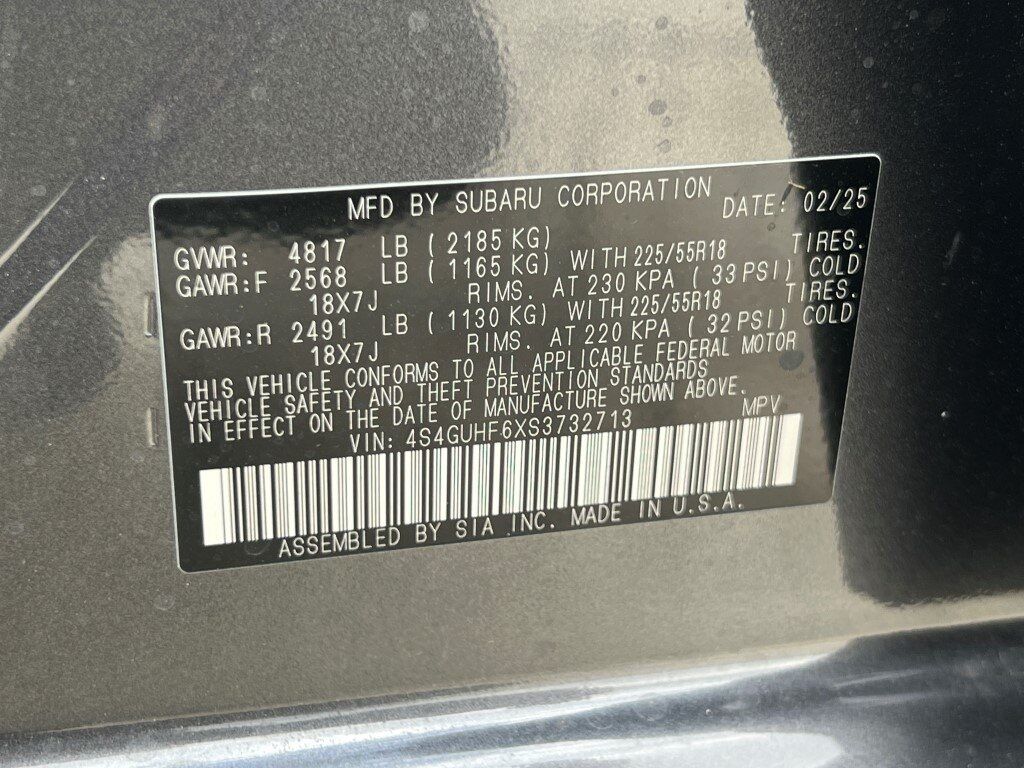 MFD BY SUBARU CORPORATION DATE: 02/25
GVWR: 4817 LB ( 2185 KG)
GAWR:F 2568 LB ( 1165 KG) WITH 225/55R18 TIRES.
18X7J RIMS. AT 230 KPA ( 33 PSI) COLD
GAWR:R 2491 LB ( 1130 KG) WITH 225/55R18 TIRES.
18X7J RIMS. AT 220 KPA ( 32 PSI) COLD
THIS VEHICLE CONFORMS TO ALL APPLICABLE FEDERAL MOTOR
VEHICLE SAFETY AND THEFT PREVENTION STANDARDS
IN EFFECT ON THE DATE OF MANUFACTURE SHOWN ABOVE.
VIN: 4S4GUHF6XS3732713 MPV
ASSEMBLED BY SIA INC. MADE IN U.S.A.